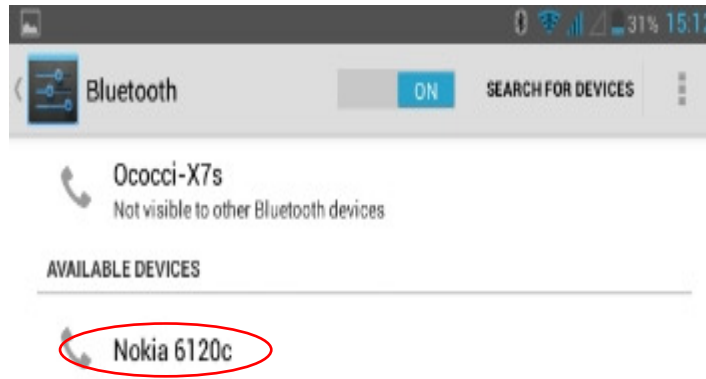 31% 15:12
Bluetooth ON SEARCH FOR DEVICES
Ococci-X7s
Not visible to other Bluetooth devices
AVAILABLE DEVICES
Nokia 6120c